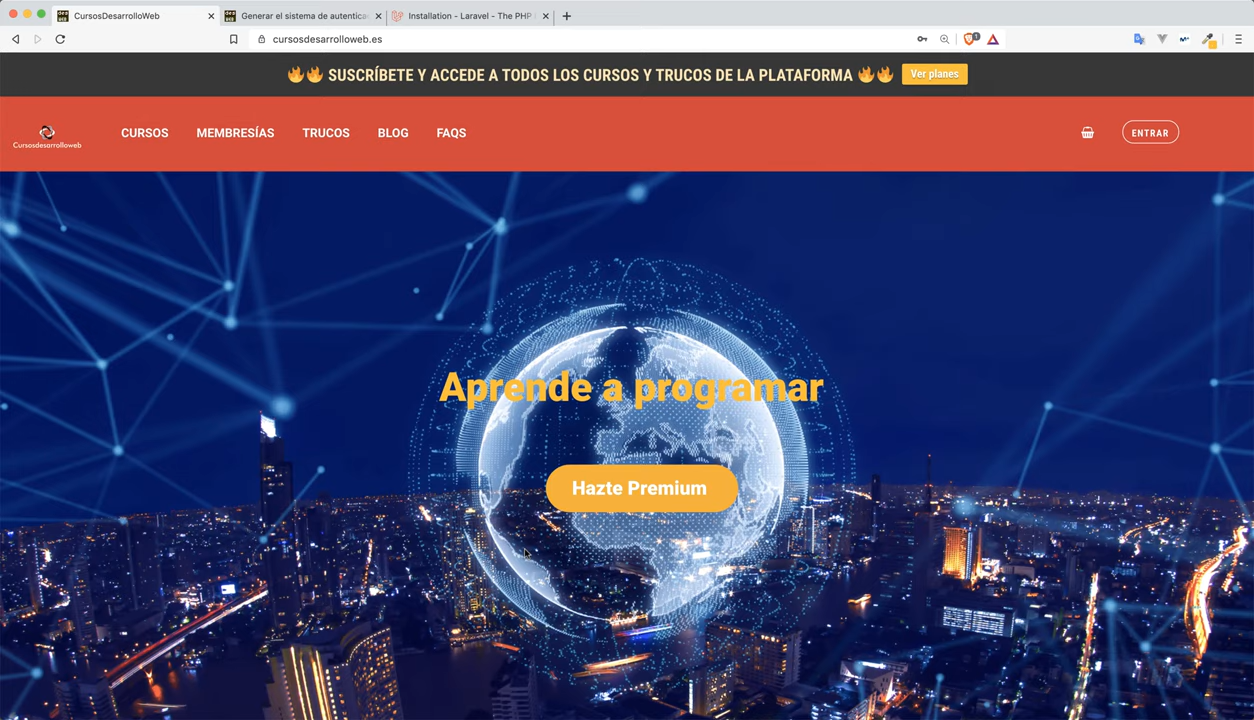 CursosDesarrolloWeb
Generar el sistema de autentica
Installation - Laravel - The PHP
cursosdesarrolloweb.es
1
🔥🔥 SUSCRÍBETE Y ACCEDE A TODOS LOS CURSOS Y TRUCOS DE LA PLATAFORMA 🔥🔥
Ver planes
Cursosdesarrolloweb
CURSOS
MEMBRESÍAS
TRUCOS
BLOG
FAQS
ENTRAR
Aprende a programar
Hazte Premium